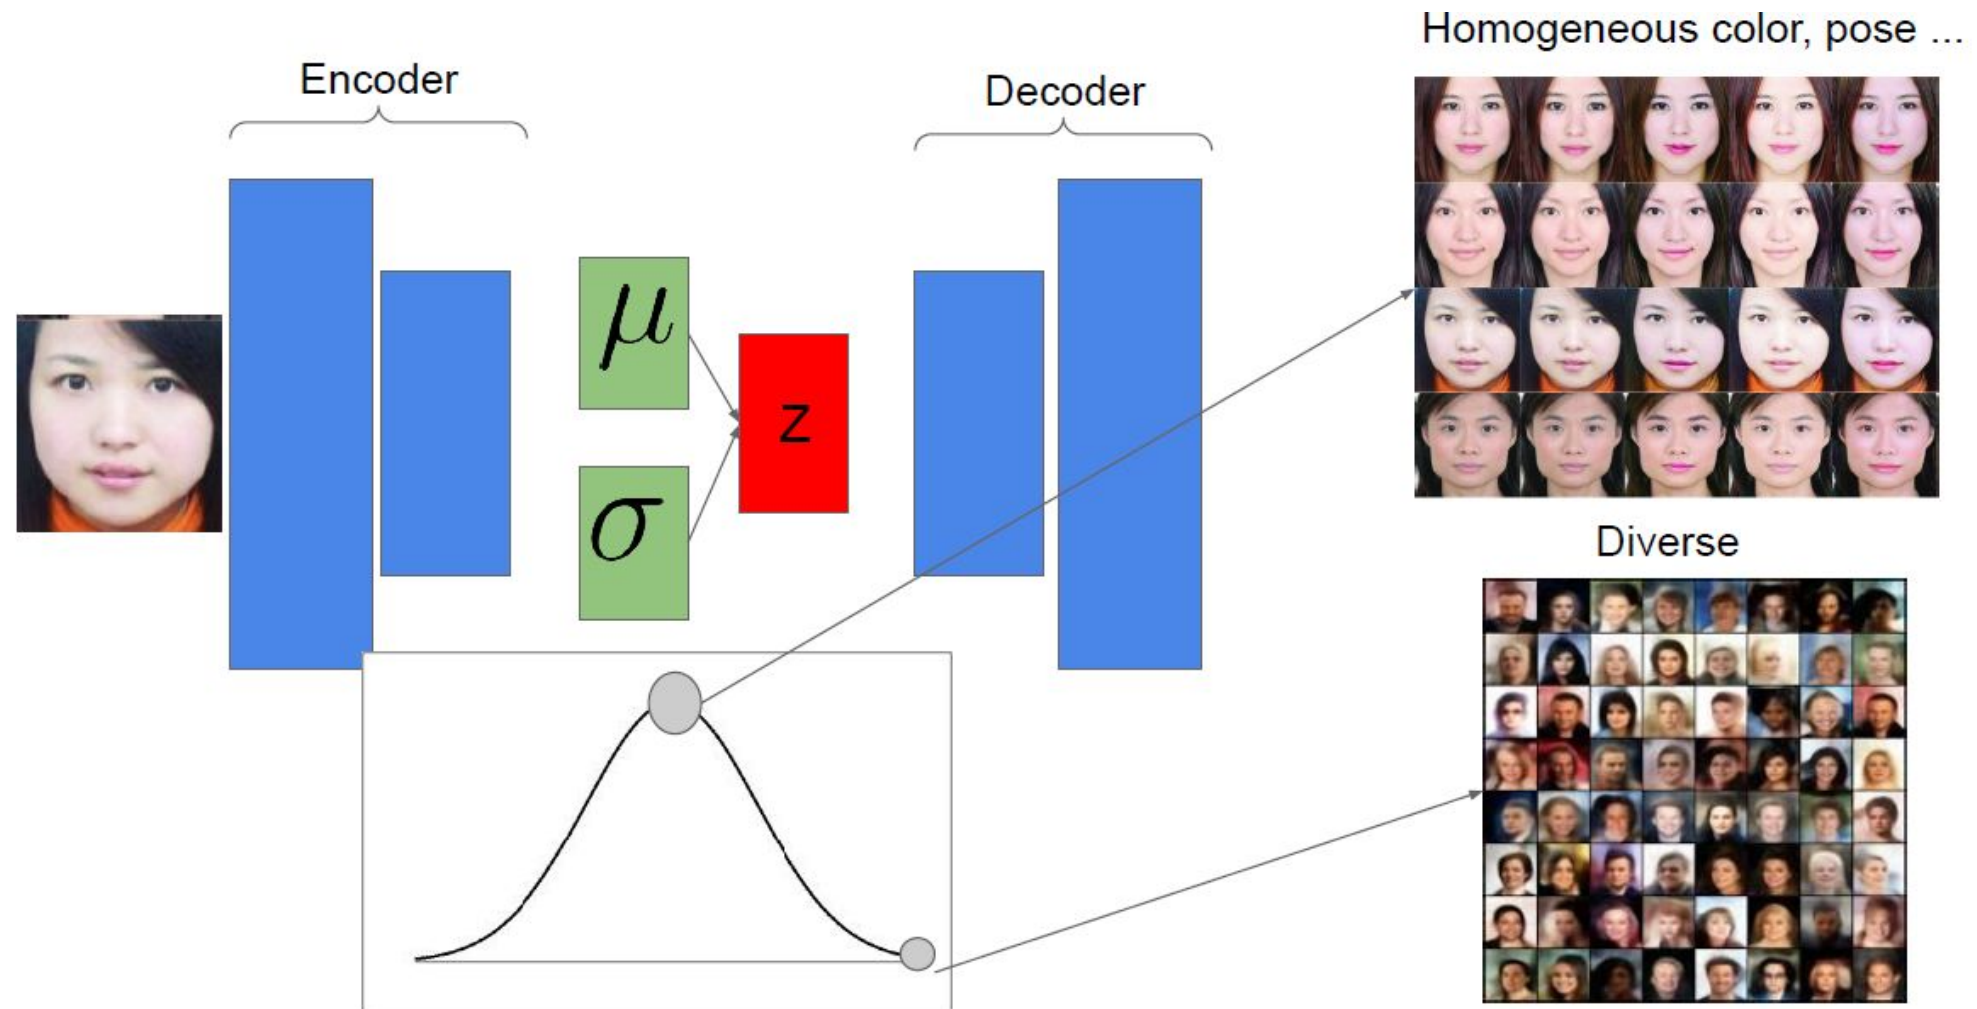 Homogeneous color, pose ...
Encoder
Decoder
μ
z
σ
Diverse